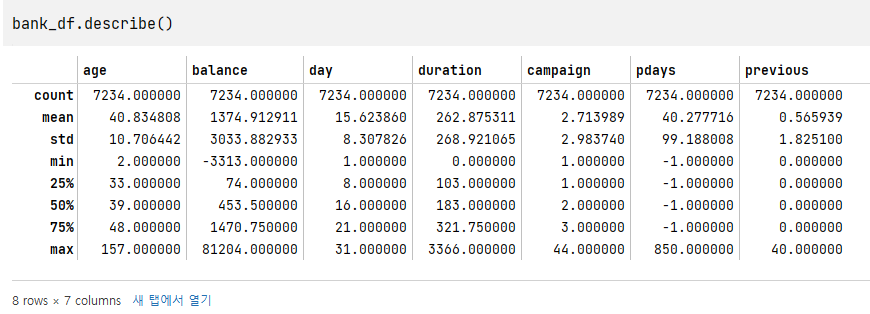 bank_df.describe()
age balance day duration campaign pdays previous
count 7234.000000 7234.000000 7234.000000 7234.000000 7234.000000 7234.000000 7234.000000
mean 40.834808 1374.912911 15.623860 262.875311 2.713989 40.277716 0.565939
std 10.706442 3033.882933 8.307826 268.921065 2.983740 99.188008 1.825100
min 2.000000 -3313.000000 1.000000 0.000000 1.000000 -1.000000 0.000000
25% 33.000000 74.000000 8.000000 103.000000 1.000000 -1.000000 0.000000
50% 39.000000 453.500000 16.000000 183.000000 2.000000 -1.000000 0.000000
75% 48.000000 1470.750000 21.000000 321.750000 3.000000 -1.000000 0.000000
max 157.000000 81204.000000 31.000000 3366.000000 44.000000 850.000000 40.000000
8 rows × 7 columns 새 탭에서 열기